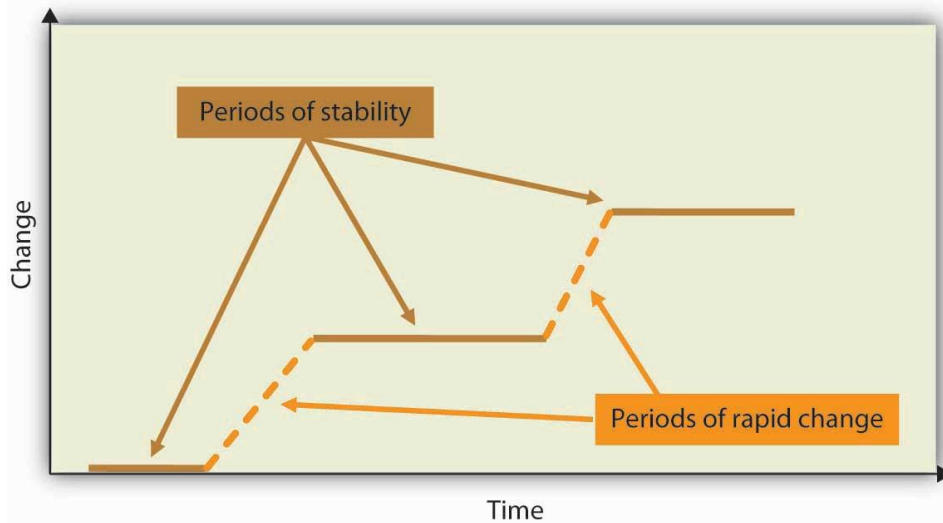 Periods of stability
Change
Periods of rapid change
Time